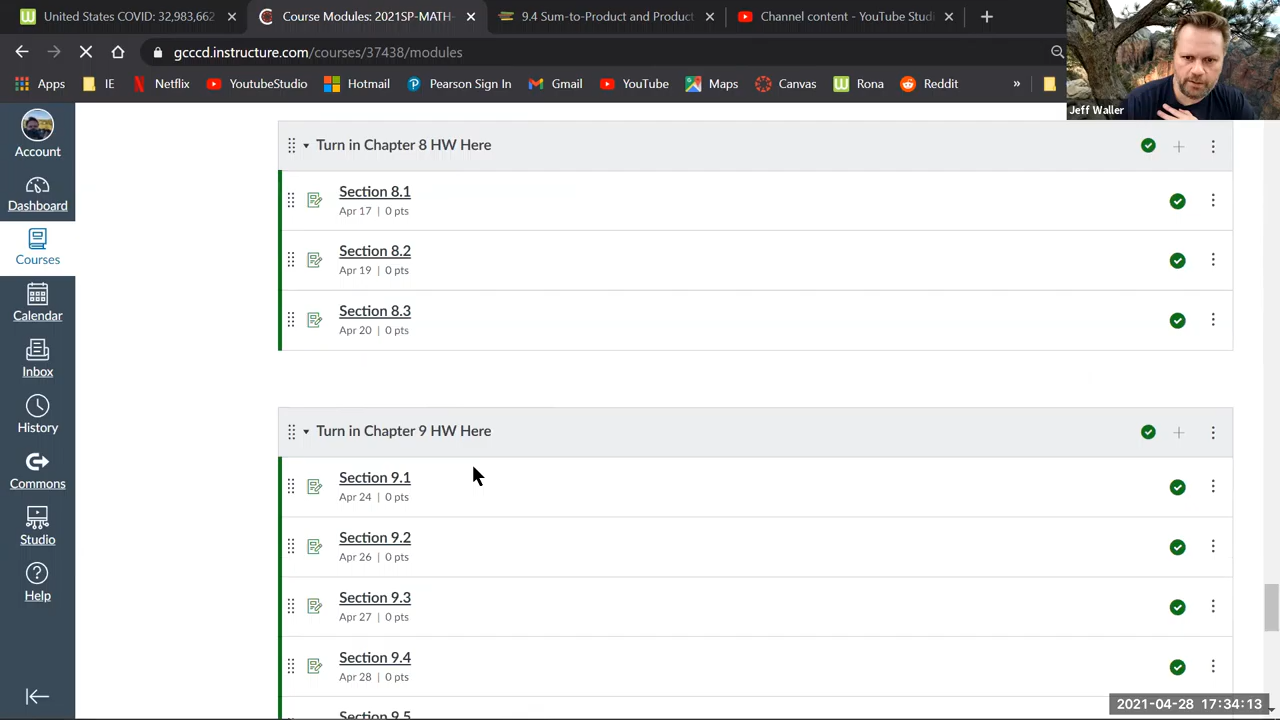 United States COVID: 32,983,662
Course Modules: 2021SP-MATH-
9.4 Sum-to-Product and Product
Channel content - YouTube Stud
gcccd.instructure.com/courses/37438/modules
Apps
IE
Netflix
YoutubeStudio
Hotmail
Pearson Sign In
Gmail
YouTube
Maps
Canvas
Rona
Reddit
»
Jeff Waller
Account
Dashboard
Courses
Calendar
Inbox
History
Commons
Studio
Help
Turn in Chapter 8 HW Here
Section 8.1
Apr 17 | 0 pts
Section 8.2
Apr 19 | 0 pts
Section 8.3
Apr 20 | 0 pts
Turn in Chapter 9 HW Here
Section 9.1
Apr 24 | 0 pts
Section 9.2
Apr 26 | 0 pts
Section 9.3
Apr 27 | 0 pts
Section 9.4
Apr 28 | 0 pts
Section 9.5
2021-04-28 17:34:13